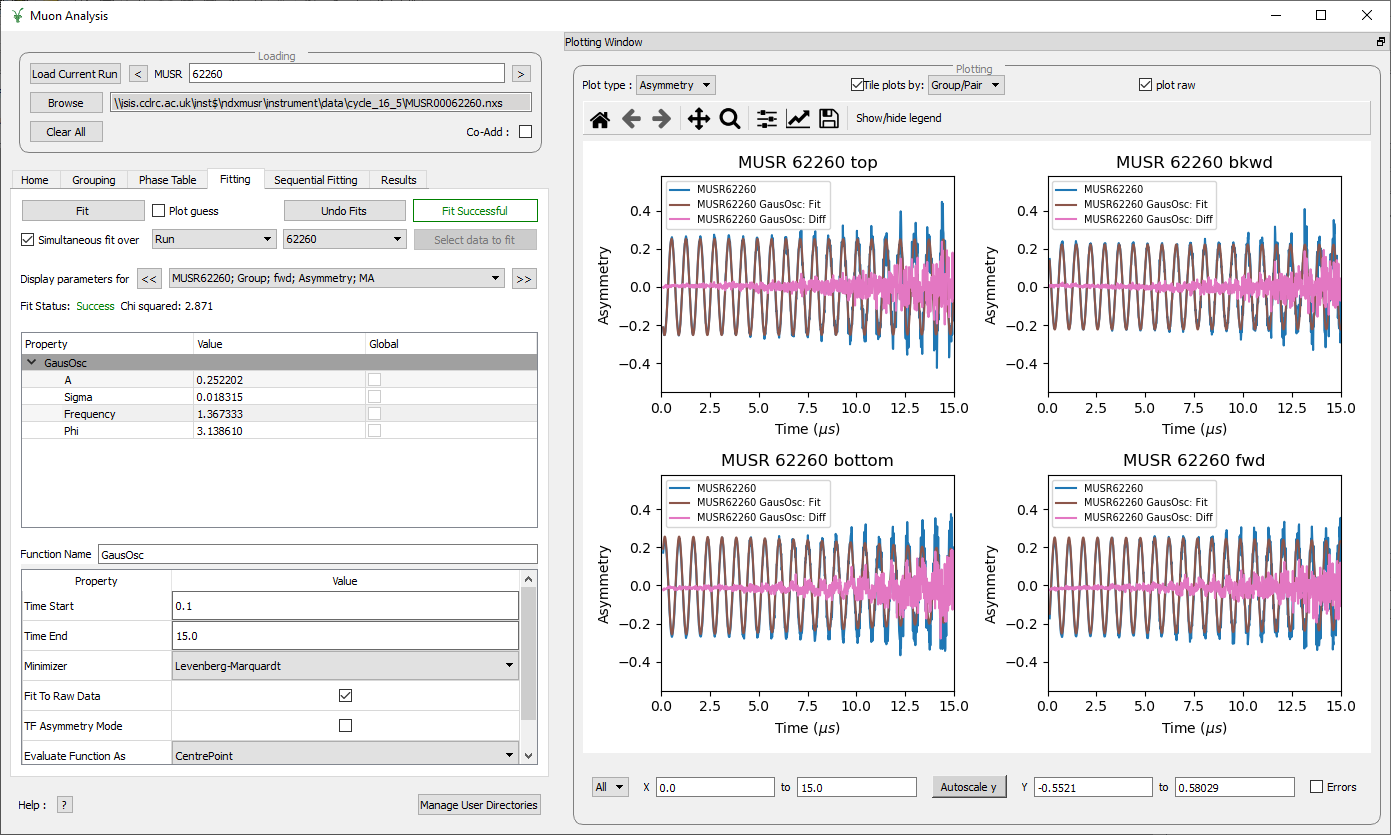 Muon Analysis
Loading
Load Current Run < MUSR 62260 >
Browse \\isis.cclrc.ac.uk\inst$\ndxmusr\instrument\data\cycle_16_5\MUSR00062260.nxs
Clear All Co-Add :
Home Grouping Phase Table Fitting Sequential Fitting Results
Fit Plot guess Undo Fits Fit Successful
Simultaneous fit over Run 62260 Select data to fit
Display parameters for << MUSR62260; Group; fwd; Asymmetry; MA >>
Fit Status: Success Chi squared: 2.871
Property Value Global
GausOsc
A 0.252202
Sigma 0.018315
Frequency 1.367333
Phi 3.138610
Function Name GausOsc
Property Value
Time Start 0.1
Time End 15.0
Minimizer Levenberg-Marquardt
Fit To Raw Data
TF Asymmetry Mode
Evaluate Function As CentrePoint
Help : ? Manage User Directories
Plotting Window
Plotting
Plot type : Asymmetry Tile plots by: Group/Pair plot raw
Show/hide legend
MUSR 62260 top
MUSR62260
MUSR62260 GausOsc: Fit
MUSR62260 GausOsc: Diff
Asymmetry
0.4
0.2
0.0
−0.2
−0.4
0.0 2.5 5.0 7.5 10.0 12.5 15.0
Time (μs)
MUSR 62260 bkwd
MUSR62260
MUSR62260 GausOsc: Fit
MUSR62260 GausOsc: Diff
Asymmetry
0.4
0.2
0.0
−0.2
−0.4
0.0 2.5 5.0 7.5 10.0 12.5 15.0
Time (μs)
MUSR 62260 bottom
MUSR62260
MUSR62260 GausOsc: Fit
MUSR62260 GausOsc: Diff
Asymmetry
0.4
0.2
0.0
−0.2
−0.4
0.0 2.5 5.0 7.5 10.0 12.5 15.0
Time (μs)
MUSR 62260 fwd
MUSR62260
MUSR62260 GausOsc: Fit
MUSR62260 GausOsc: Diff
Asymmetry
0.4
0.2
0.0
−0.2
−0.4
0.0 2.5 5.0 7.5 10.0 12.5 15.0
Time (μs)
All X 0.0 to 15.0 Autoscale y Y -0.5521 to 0.58029 Errors